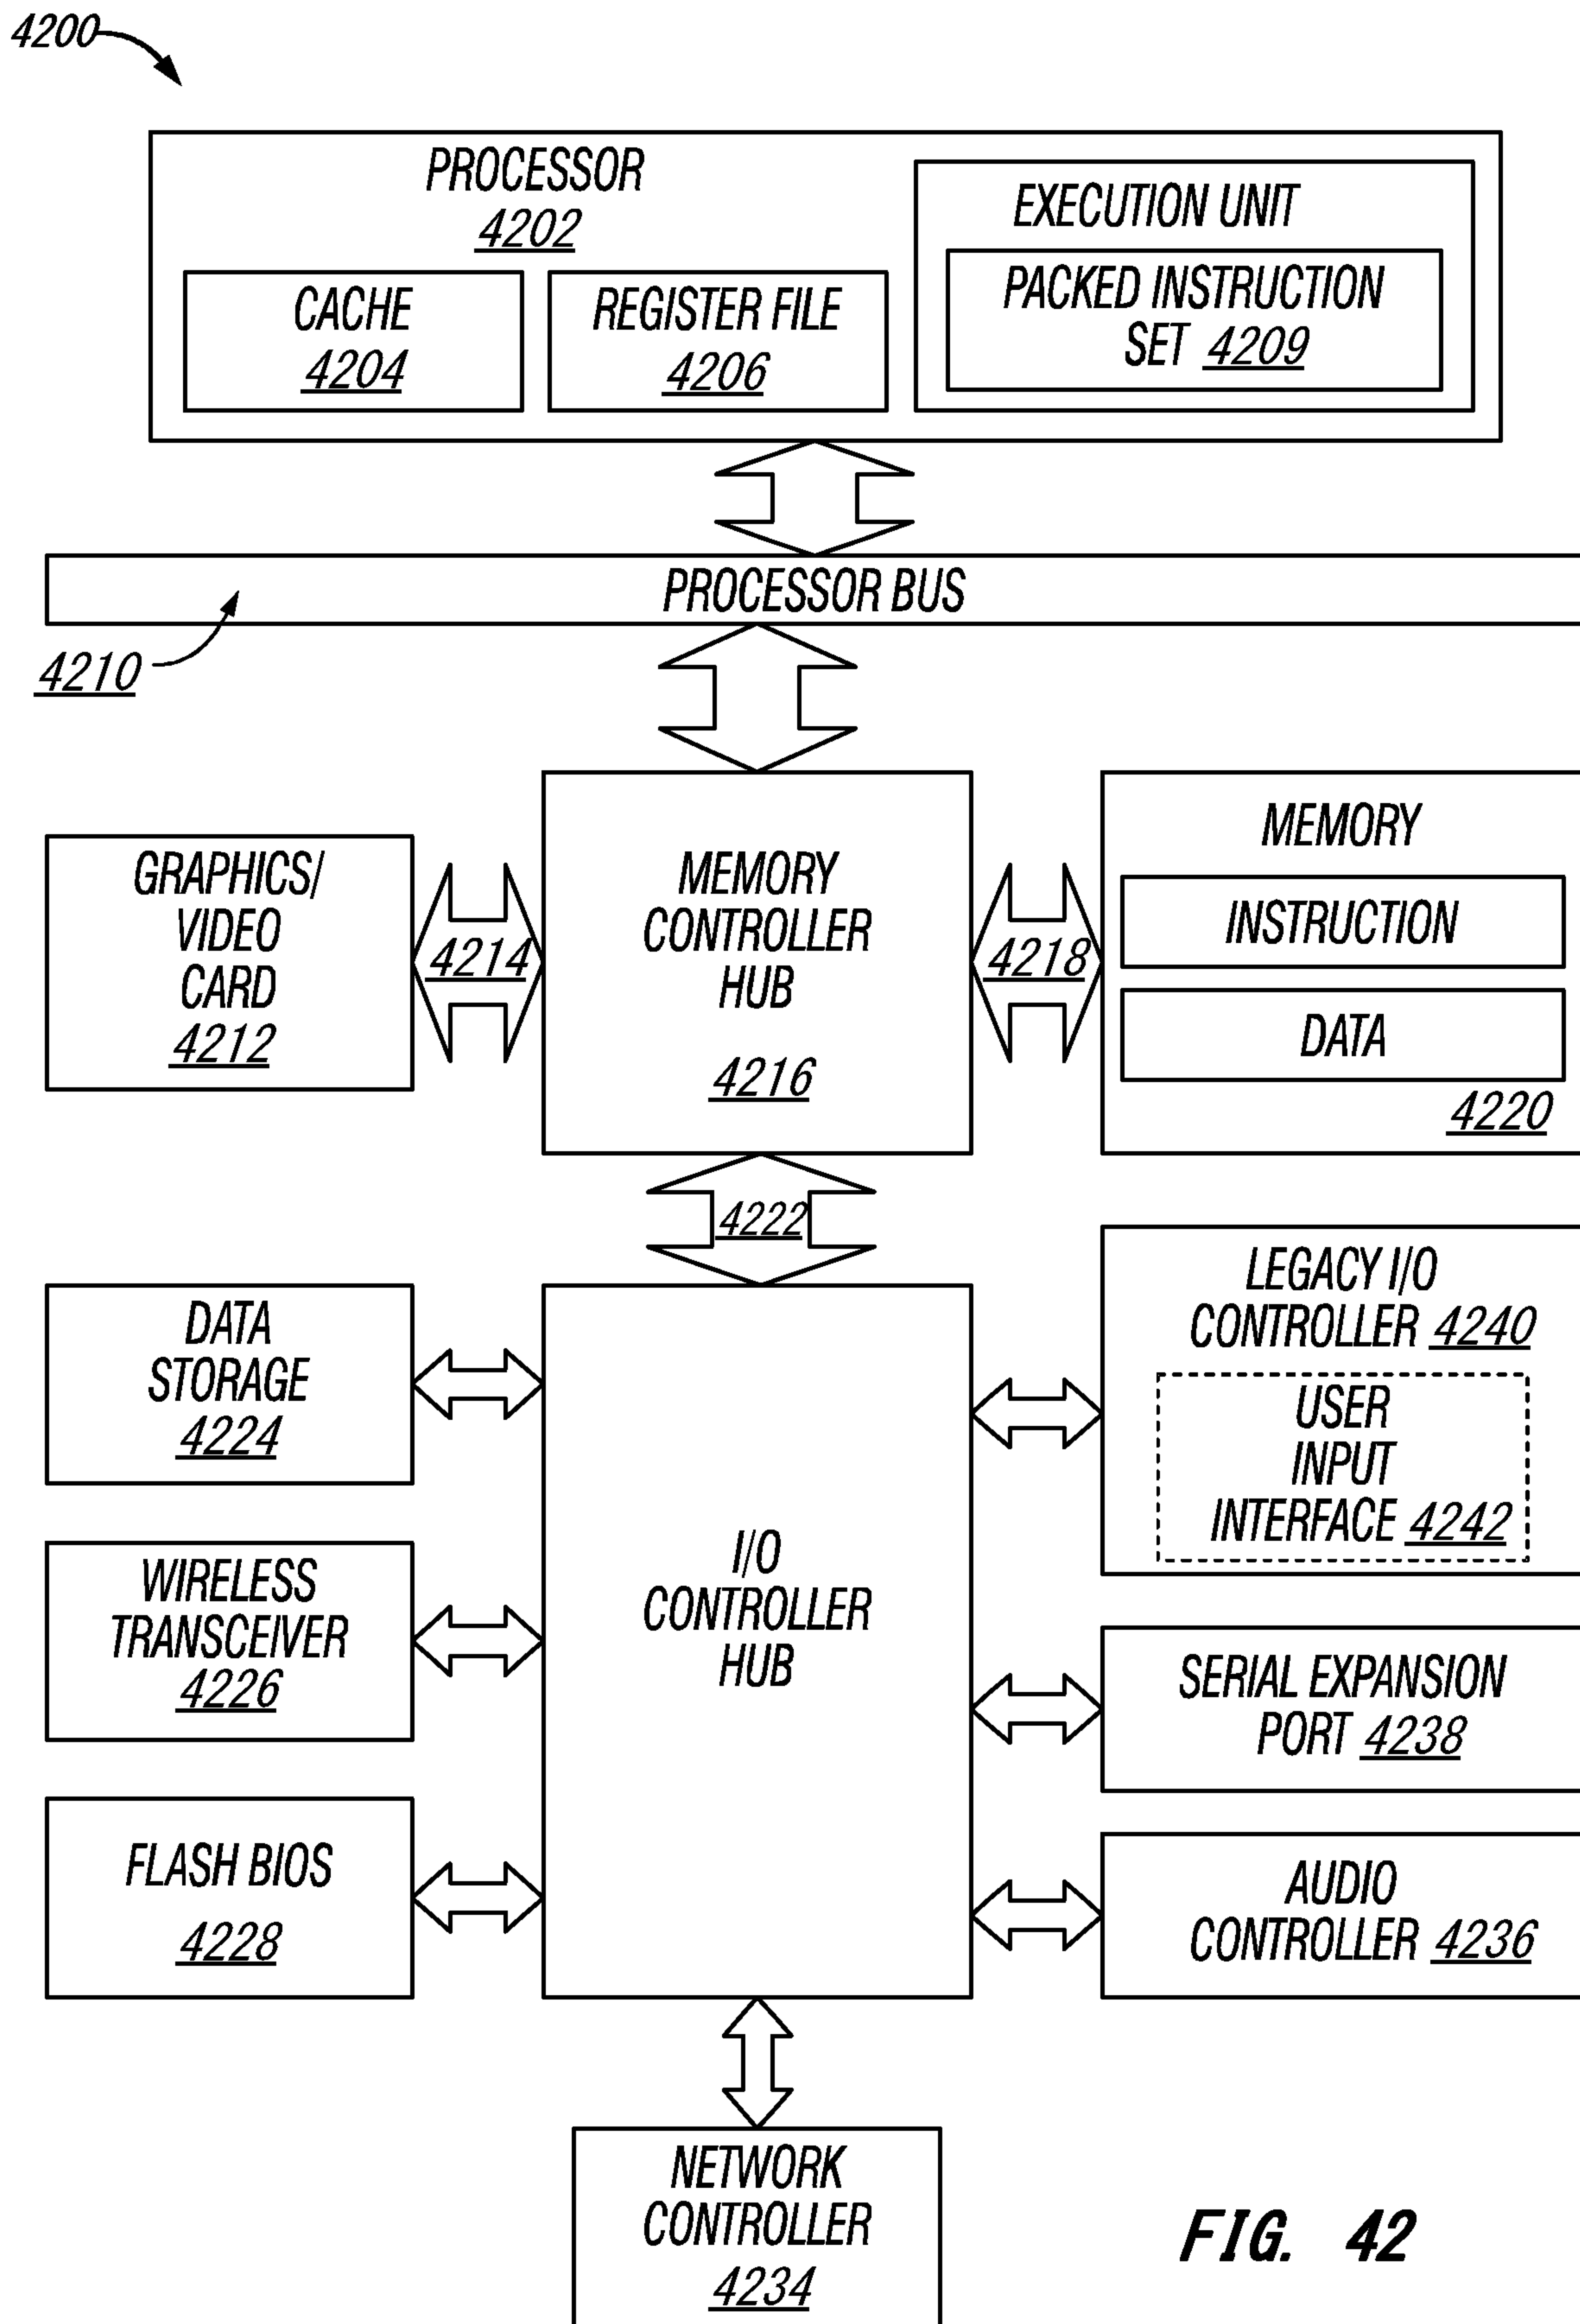 4200
PROCESSOR
4202
CACHE
4204
REGISTER FILE
4206
EXECUTION UNIT
PACKED INSTRUCTION
SET 4209
PROCESSOR BUS
4210
GRAPHICS/
VIDEO
CARD
4212
4214
MEMORY
CONTROLLER
HUB
4216
4218
MEMORY
INSTRUCTION
DATA
4220
4222
DATA
STORAGE
4224
WIRELESS
TRANSCEIVER
4226
FLASH BIOS
4228
I/O
CONTROLLER
HUB
LEGACY I/O
CONTROLLER 4240
USER
INPUT
INTERFACE 4242
SERIAL EXPANSION
PORT 4238
AUDIO
CONTROLLER 4236
NETWORK
CONTROLLER
4234
FIG. 42